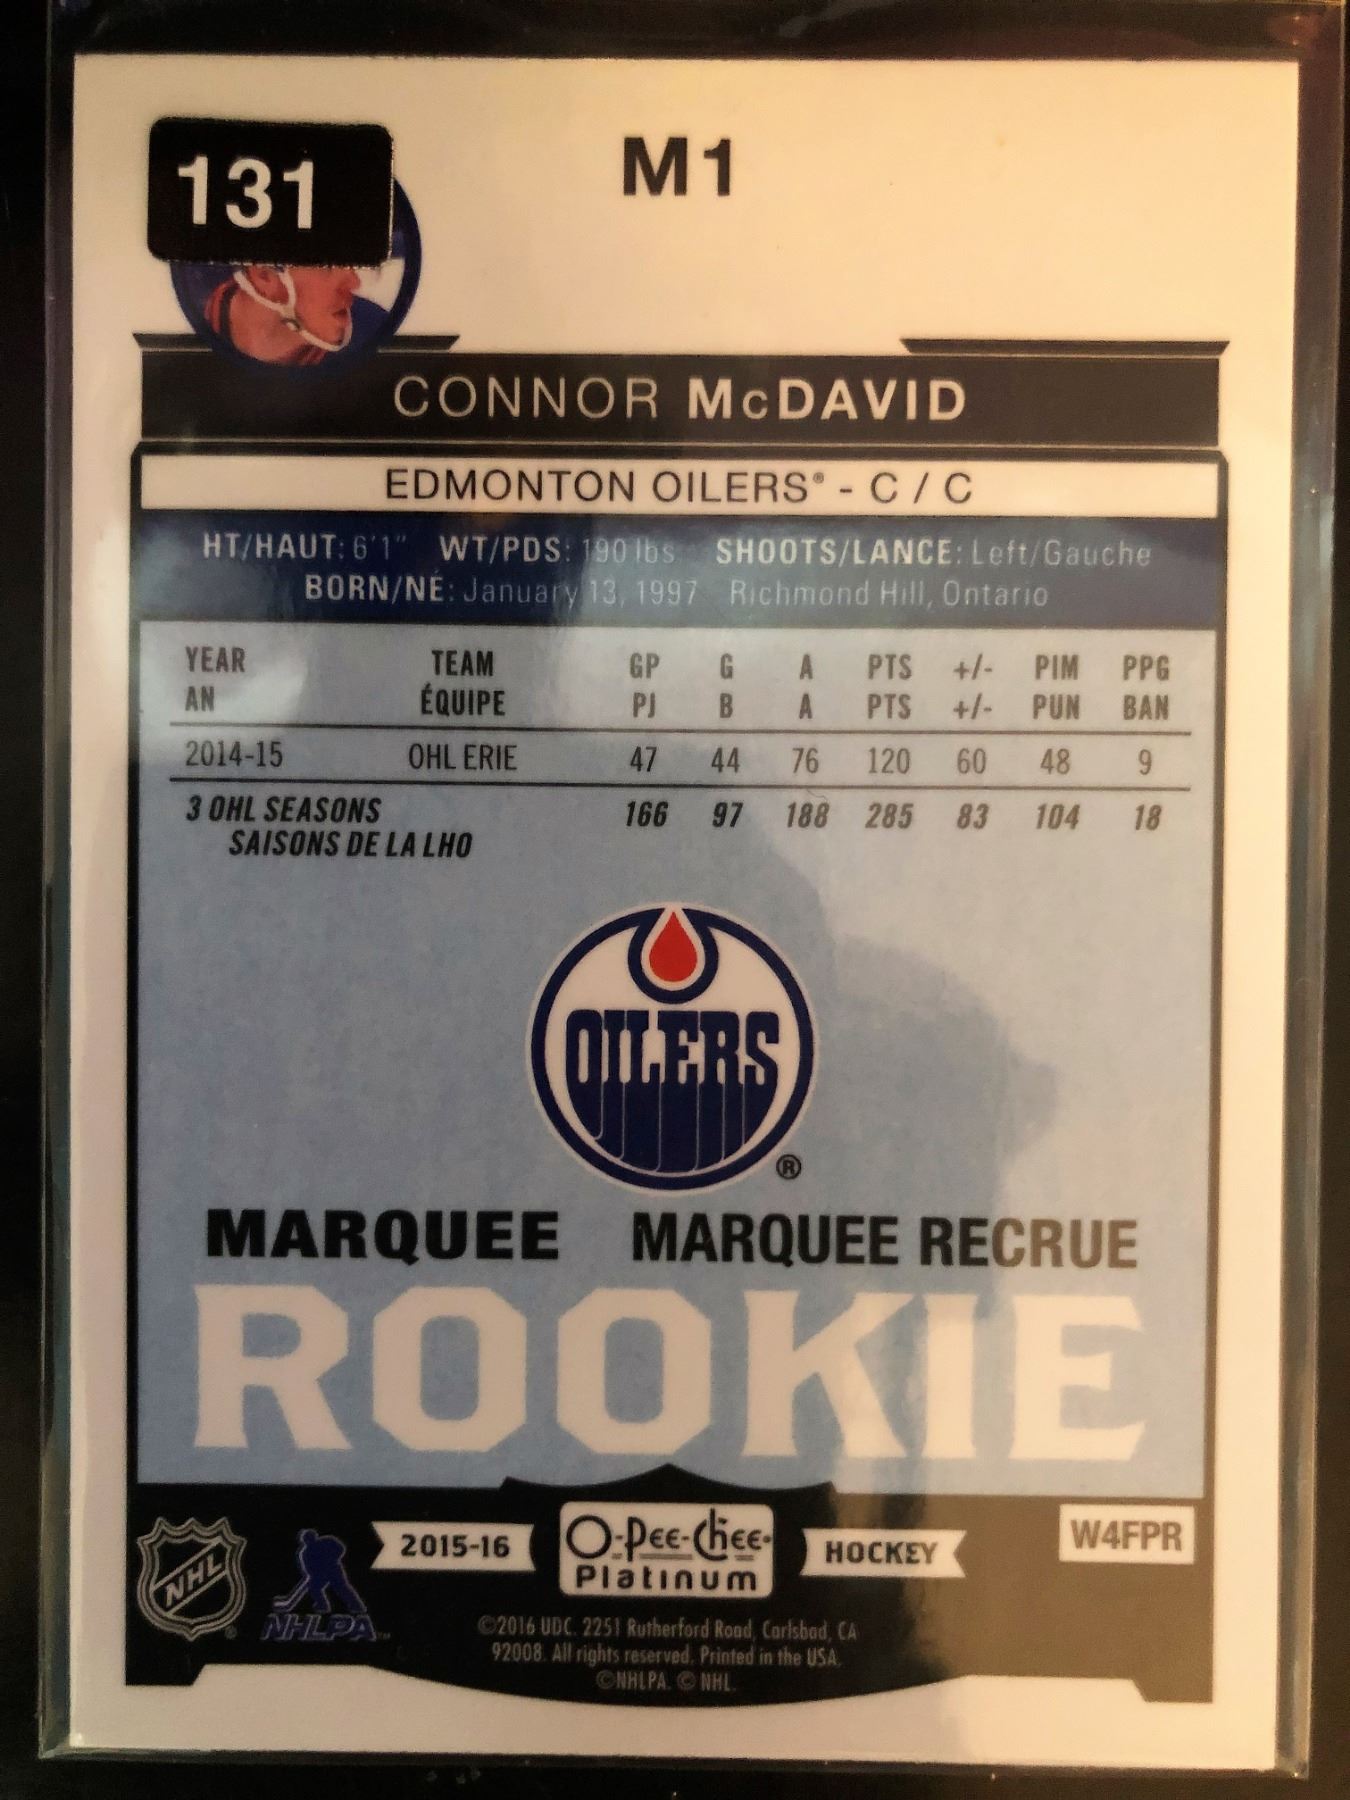 131
M1
CONNOR McDAVID
EDMONTON OILERS® - C / C
HT/HAUT: 6'1" WT/PDS: 190 lbs SHOOTS/LANCE: Left/Gauche
BORN/NÉ: January 13, 1997 Richmond Hill, Ontario
YEAR TEAM GP G A PTS +/- PIM PPG
AN ÉQUIPE PJ B A PTS +/- PUN BAN
2014-15 OHL ERIE 47 44 76 120 60 48 9
3 OHL SEASONS 166 97 188 285 83 104 18
SAISONS DE LA LHO
OILERS
®
MARQUEE MARQUEE RECRUE
ROOKIE
NHL ®
NHLPA™
2015-16 O-Pee-Chee HOCKEY W4FPR
Platinum
©2016 UDC. 2251 Rutherford Road, Carlsbad, CA
92008. All rights reserved. Printed in the USA.
©NHLPA. © NHL.